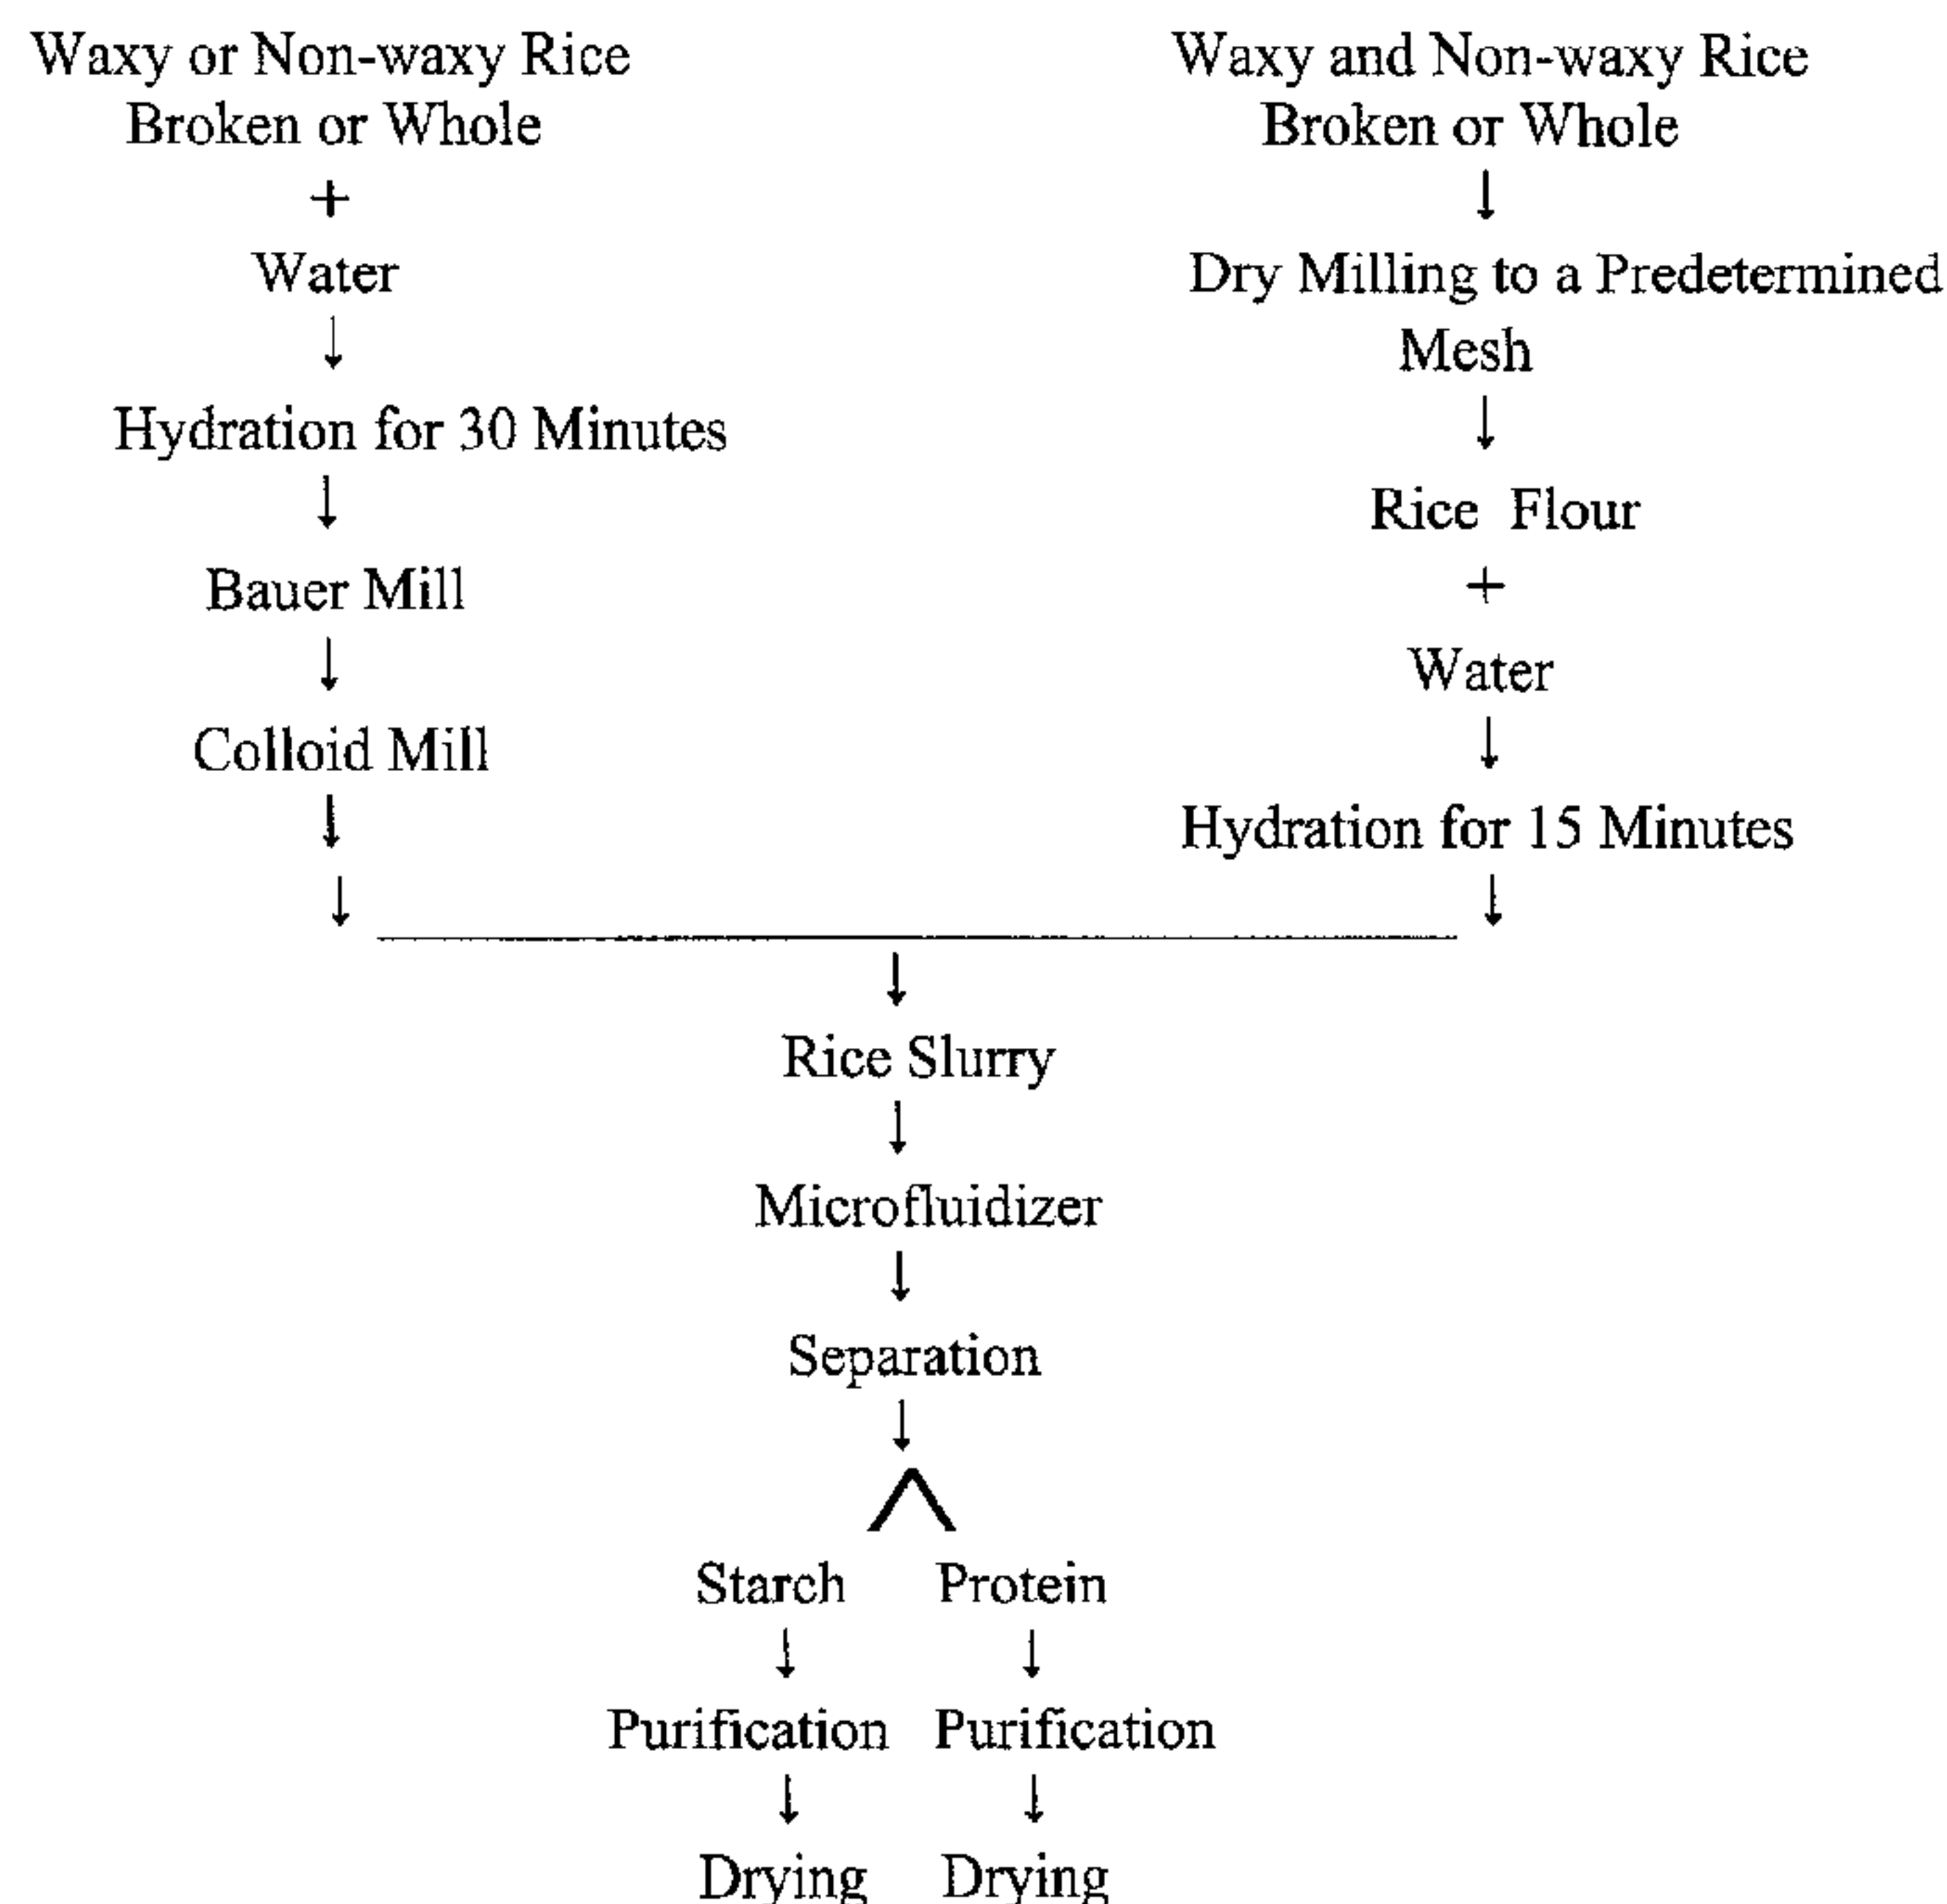 Waxy or Non-waxy Rice
Broken or Whole
+
Water
↓
Hydration for 30 Minutes
↓
Bauer Mill
↓
Colloid Mill
↓
↓
Waxy and Non-waxy Rice
Broken or Whole
↓
Dry Milling to a Predetermined
Mesh
↓
Rice Flour
+
Water
↓
Hydration for 15 Minutes
↓
↓
Rice Slurry
↓
Microfluidizer
↓
Separation
↓
Starch Protein
↓ ↓
Purification Purification
↓ ↓
Drying Drying